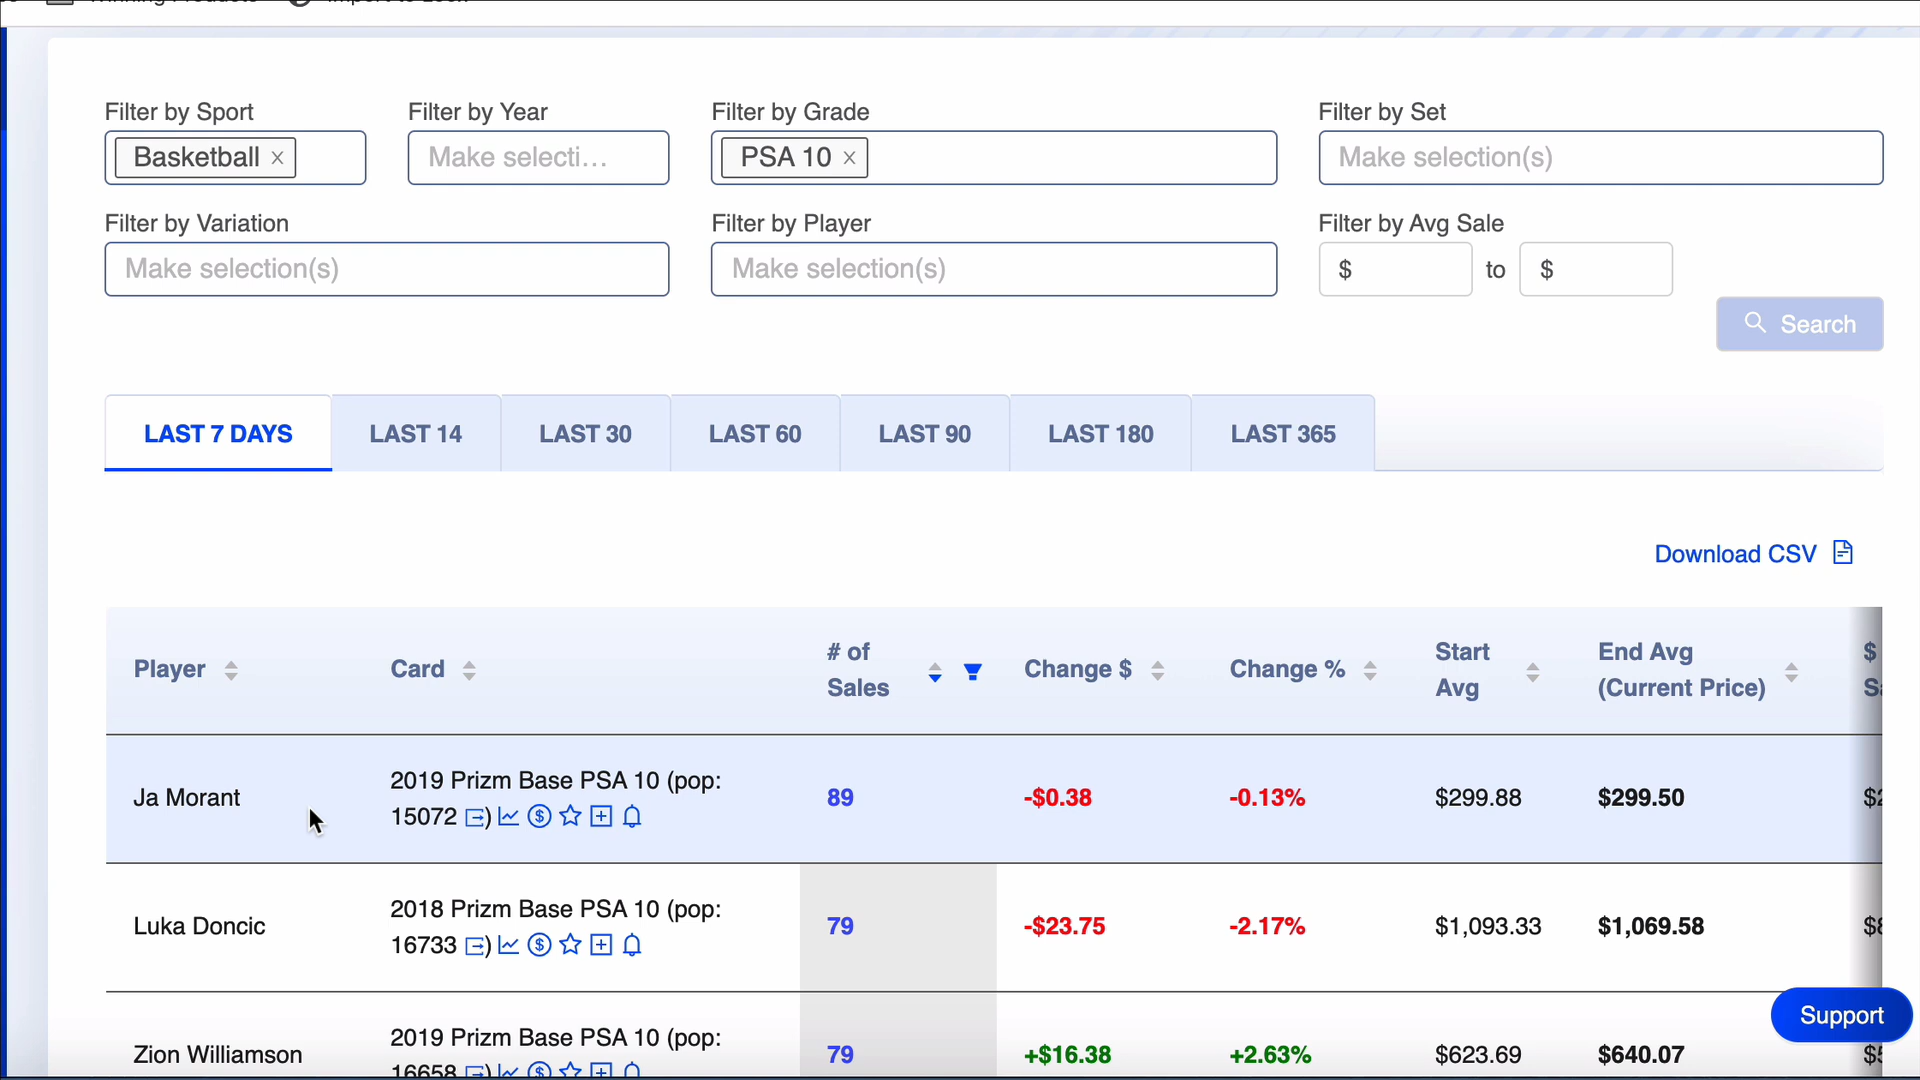 Filter by Sport Filter by Year Filter by Grade Filter by Set
Basketball × Make selecti... PSA 10 × Make selection(s)
Filter by Variation Filter by Player Filter by Avg Sale
Make selection(s) Make selection(s) $ to $
Search
LAST 7 DAYS LAST 14 LAST 30 LAST 60 LAST 90 LAST 180 LAST 365
Download CSV
Player Card # of Sales Change $ Change % Start Avg End Avg (Current Price) $
Ja Morant 2019 Prizm Base PSA 10 (pop: 89 -$0.38 -0.13% $299.88 $299.50
15072 )
Luka Doncic 2018 Prizm Base PSA 10 (pop: 79 -$23.75 -2.17% $1,093.33 $1,069.58
16733 )
Support
Zion Williamson 2019 Prizm Base PSA 10 (pop: 79 +$16.38 +2.63% $623.69 $640.07
16658 )